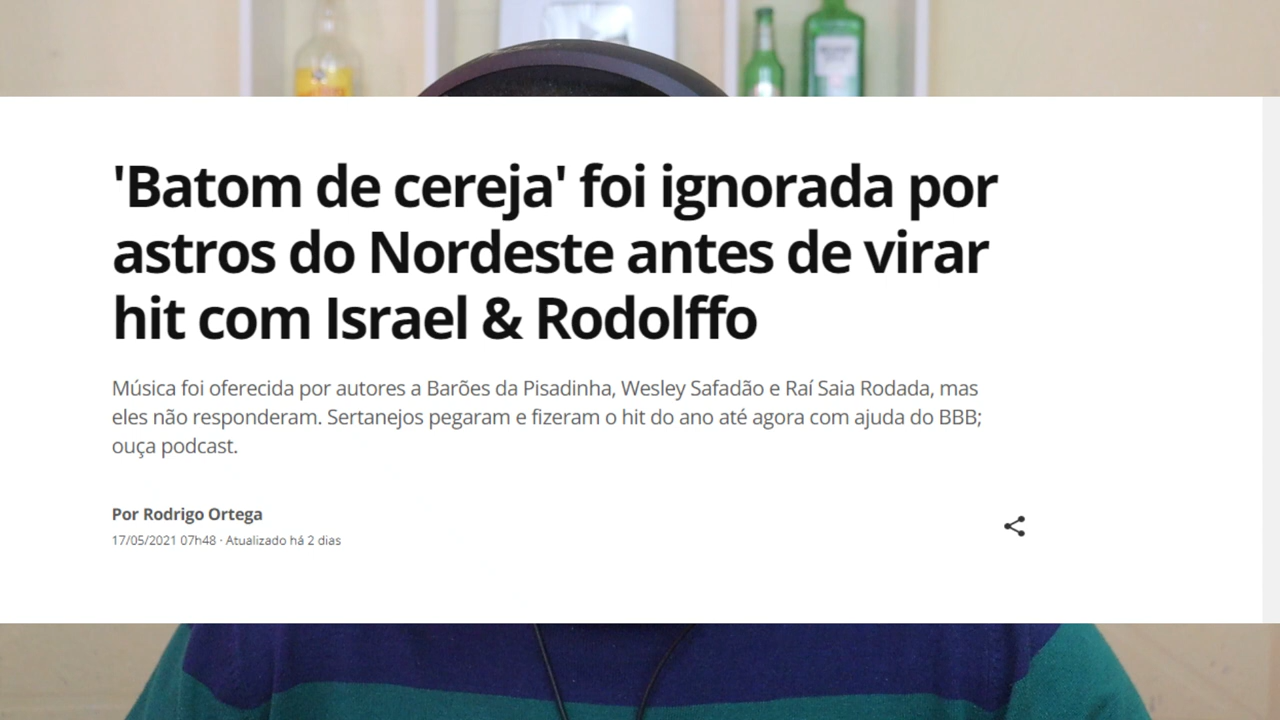 'Batom de cereja' foi ignorada por
astros do Nordeste antes de virar
hit com Israel & Rodolffo
Música foi oferecida por autores a Barões da Pisadinha, Wesley Safadão e Raí Saia Rodada, mas
eles não responderam. Sertanejos pegaram e fizeram o hit do ano até agora com ajuda do BBB;
ouça podcast.
Por Rodrigo Ortega
17/05/2021 07h48 · Atualizado há 2 dias